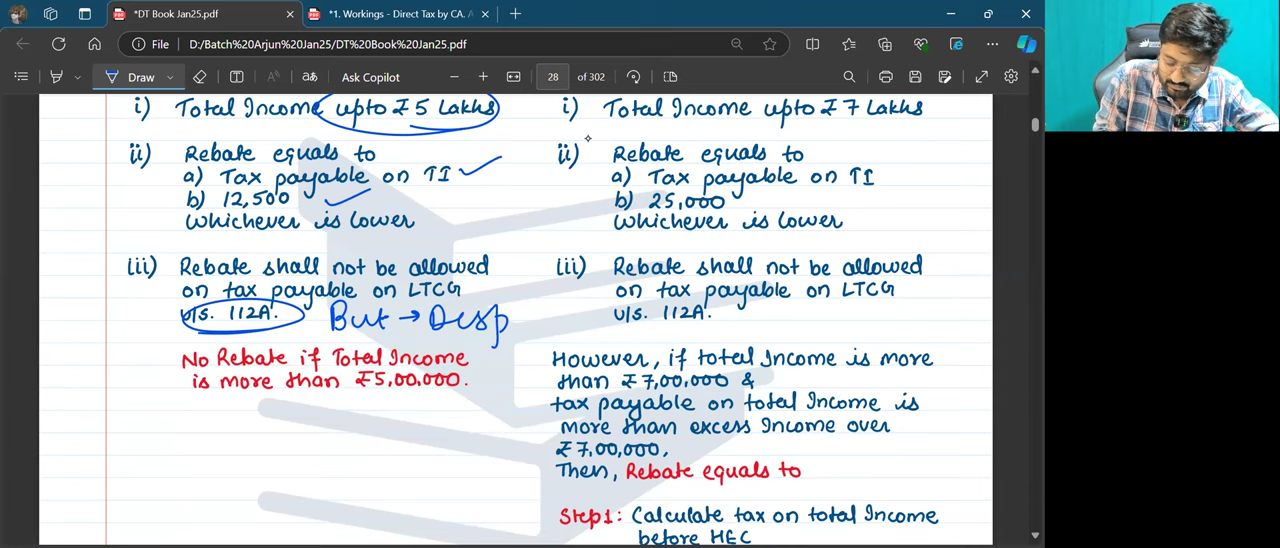 *DT Book Jan25.pdf
*1. Workings - Direct Tax by CA. A
File
D:/Batch%20Arjun%20Jan25/DT%20Book%20Jan25.pdf
Draw
aあ
Ask Copilot
28 of 302
i) Total Income upto ₹ 5 Lakhs
ii) Rebate equals to
a) Tax payable on TI
b) 12,500
Whichever is lower
iii) Rebate shall not be allowed
on tax payable on LTCG
u/s. 112A. But → Desp
No Rebate if Total Income
is more than ₹5,00,000.
i) Total Income upto ₹ 7 Lakhs
ii) Rebate equals to
a) Tax payable on TI
b) 25,000
Whichever is lower
iii) Rebate shall not be allowed
on tax payable on LTCG
u/s. 112A.
However, if total Income is more
than ₹7,00,000 &
tax payable on total Income is
more than excess Income over
₹7,00,000,
Then, Rebate equals to
Step1: Calculate tax on total Income
before HEC